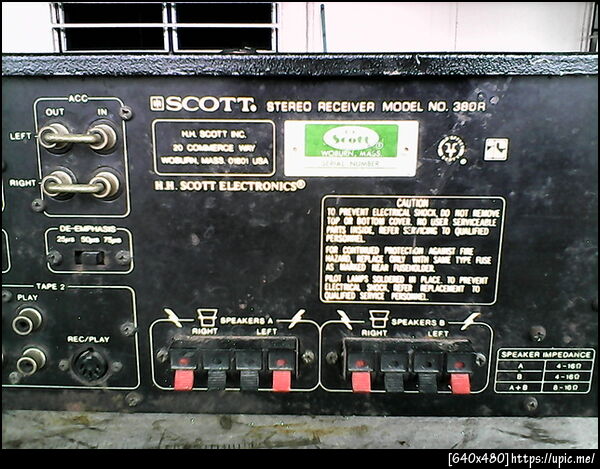 ACC
OUT IN
LEFT
RIGHT
SCOTT. STEREO RECEIVER MODEL NO. 380R
H.H. SCOTT INC.
20 COMMERCE WAY
WOBURN, MASS. 01801 USA
H.H. SCOTT ELECTRONICS®
Scott®
WOBURN, MASS.
SERIAL NUMBER
DE-EMPHASIS
25µs 50µs 75µs
CAUTION
TO PREVENT ELECTRICAL SHOCK, DO NOT REMOVE
TOP OR BOTTOM COVER. NO USER SERVICEABLE
PARTS INSIDE. REFER SERVICING TO QUALIFIED
PERSONNEL.
FOR CONTINUED PROTECTION AGAINST FIRE
HAZARD, REPLACE ONLY WITH SAME TYPE FUSE
AS MARKED NEAR FUSEHOLDER.
PILOT LAMPS SOLDERED IN PLACE. TO PREVENT
ELECTRICAL SHOCK, REFER REPLACEMENT TO
QUALIFIED SERVICE PERSONNEL.
TAPE 2
PLAY
REC/PLAY
SPEAKERS A
RIGHT LEFT
SPEAKERS B
RIGHT LEFT
SPEAKER IMPEDANCE
A 4-16Ω
B 4-16Ω
A+B 8-16Ω
[640x480]https://upic.me/